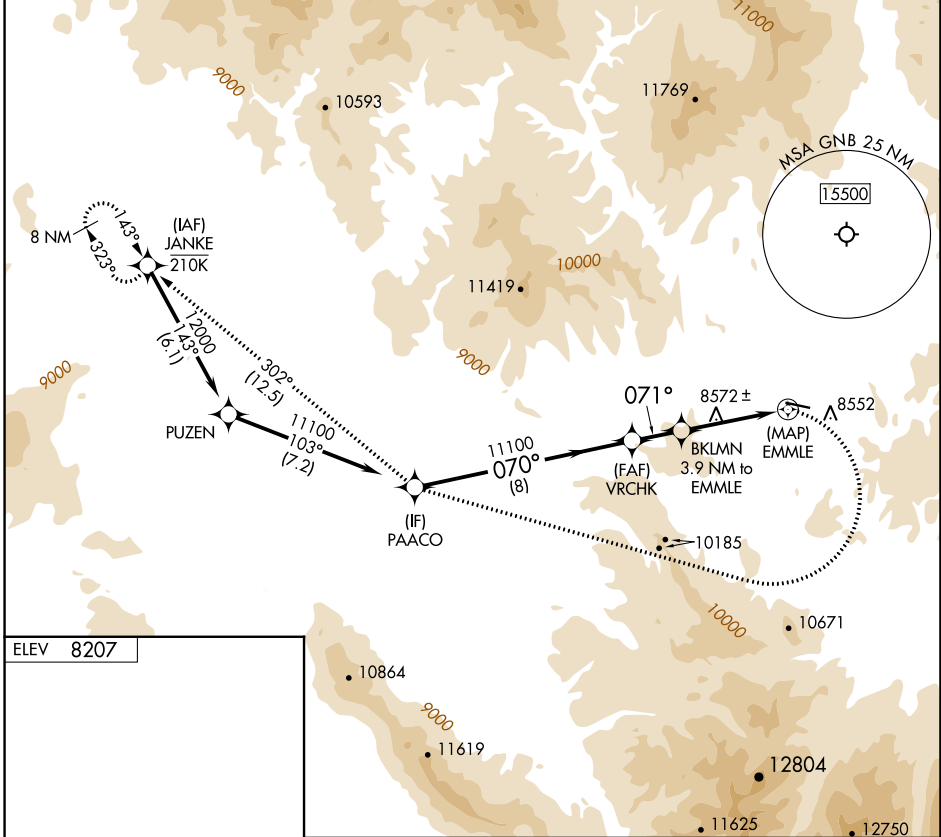 11000
9000
10593
11769
MSA GNB 25 NM
15500
143°
8 NM
323°
(IAF)
JANKE
210K
12000
143°
(6.1)
302°
(12.5)
11419
10000
9000
9000
PUZEN
11100
103°
(7.2)
11100
070°
(8)
071°
8572 ±
8552
(MAP)
EMMLE
BKLMN
3.9 NM to
EMMLE
(FAF)
VRCHK
(IF)
PAACO
10185
10000
10671
ELEV 8207
10864
9000
11619
12804
11625
12750